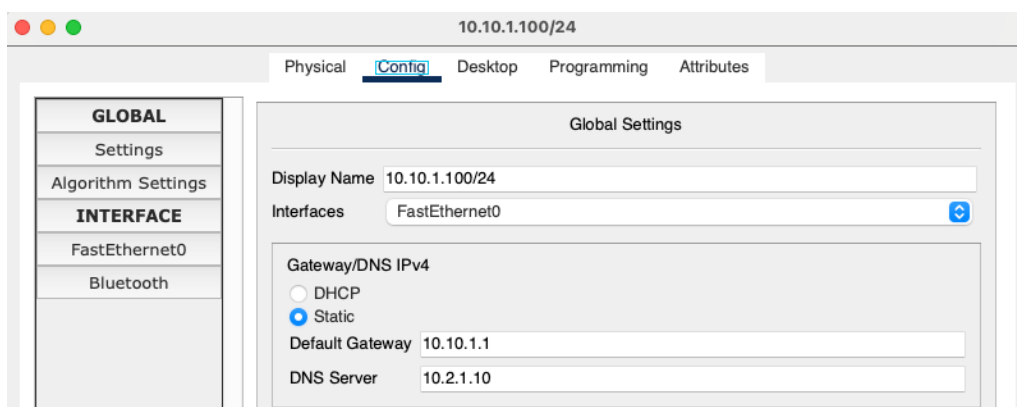 10.10.1.100/24
Physical Config Desktop Programming Attributes
GLOBAL
Settings
Algorithm Settings
INTERFACE
FastEthernet0
Bluetooth
Global Settings
Display Name 10.10.1.100/24
Interfaces FastEthernet0
Gateway/DNS IPv4
DHCP
Static
Default Gateway 10.10.1.1
DNS Server 10.2.1.10